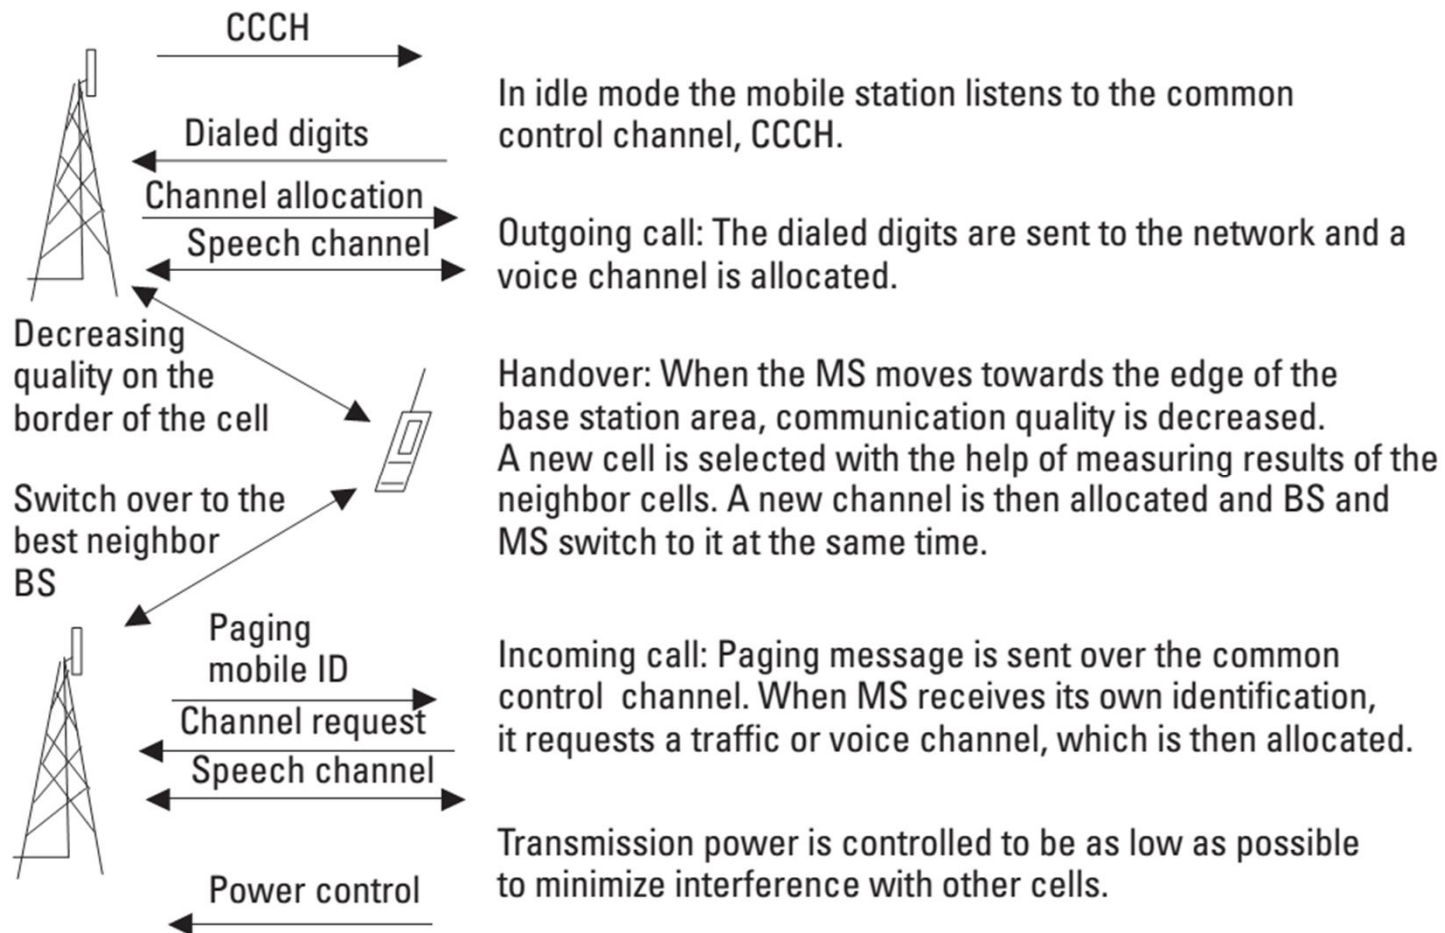 CCCH
In idle mode the mobile station listens to the common
control channel, CCCH.
Dialed digits
Channel allocation
Speech channel
Outgoing call: The dialed digits are sent to the network and a
voice channel is allocated.
Decreasing
quality on the
border of the cell
Handover: When the MS moves towards the edge of the
base station area, communication quality is decreased.
A new cell is selected with the help of measuring results of the
neighbor cells. A new channel is then allocated and BS and
MS switch to it at the same time.
Switch over to the
best neighbor
BS
Paging
mobile ID
Channel request
Speech channel
Incoming call: Paging message is sent over the common
control channel. When MS receives its own identification,
it requests a traffic or voice channel, which is then allocated.
Transmission power is controlled to be as low as possible
to minimize interference with other cells.
Power control